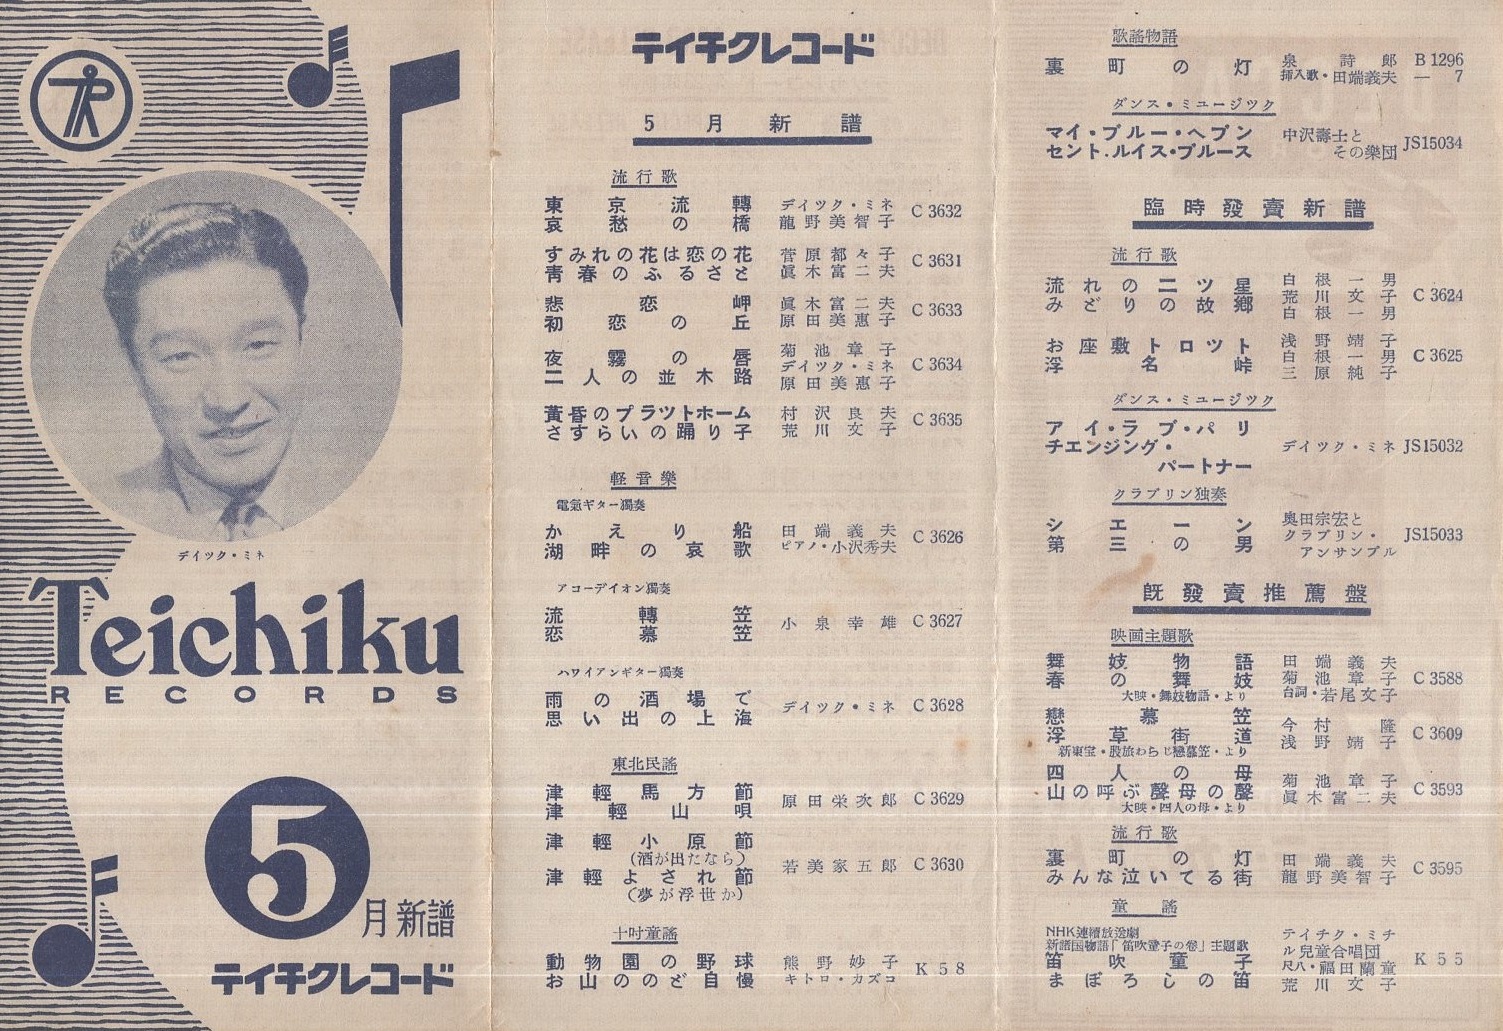 デイツク・ミネ
Teichiku
RECORDS
5
月新譜
テイチクレコード
テイチクレコード
5月新譜
流行歌
東京流轉 デイツク・ミネ C 3632
哀愁の橋 龍野美智子
すみれの花は恋の花 菅原都々子 C 3631
靑春のふるさと 眞木富二夫
悲恋岬 眞木富二夫 C 3633
初恋の丘 原田美惠子
夜霧の唇 菊池章子 C 3634
デイツク・ミネ
二人の並木路 原田美惠子
黃昏のプラツトホーム 村沢良夫 C 3635
さすらいの踊り子 荒川文子
軽音樂
電氣ギター獨奏
かえり船 田端義夫 C 3626
湖畔の哀歌 ピアノ・小沢秀夫
アコーデイオン獨奏
流轉笠 小泉幸雄 C 3627
恋慕笠
ハワイアンギター獨奏
雨の酒場で デイツク・ミネ C 3628
思い出の上海
東北民謠
津輕馬方節 原田栄次郎 C 3629
津輕山唄
津輕小原節
(酒が出たなら) 若美家五郎 C 3630
津輕よされ節
(夢が浮世か)
十吋童謠
動物園の野球 熊野妙子 K 58
お山ののど自慢 キトロ・カズコ
歌謠物語
裏町の灯 泉詩郎 B 1296
挿入歌・田端義夫 — 7
ダンス・ミュージツク
マイ・ブルー・ヘブン 中沢壽士と JS15034
セント.ルイス・ブルース その樂団
臨時發賣新譜
流行歌
流れの二ツ星 白根一男 C 3624
荒川文子
みどりの故郷 白根一男
お座敷トロツト 浅野靖子 C 3625
白根一男
浮名峠 三原純子
ダンス・ミュージツク
アイ・ラブ・パリ デイツク・ミネ JS15032
チエンジング・
パートナー
クラブリン独奏
シエーン 奥田宗宏と JS15033
第三の男 クラブリン・
アンサンブル
既發賣推薦盤
映画主題歌
舞妓物語 田端義夫 C 3588
春の舞妓 菊池章子
大映・舞妓物語・より 台詞・若尾文子
戀慕笠 今村隆 C 3609
浮草街道 浅野靖子
新東宝・股旅わらじ戀慕笠・より
四人の母 菊池章子 C 3593
山の呼ぶ聲母の聲 眞木富二夫
大映・四人の母・より
流行歌
裏町の灯 田端義夫 C 3595
みんな泣いてる街 龍野美智子
童謠
NHK連續放送劇
新諸国物語「笛吹童子の卷」主題歌
笛吹童子 テイチク・ミチル兒童合唱団 K 55
尺八・福田蘭童
まぼろしの笛 荒川文子